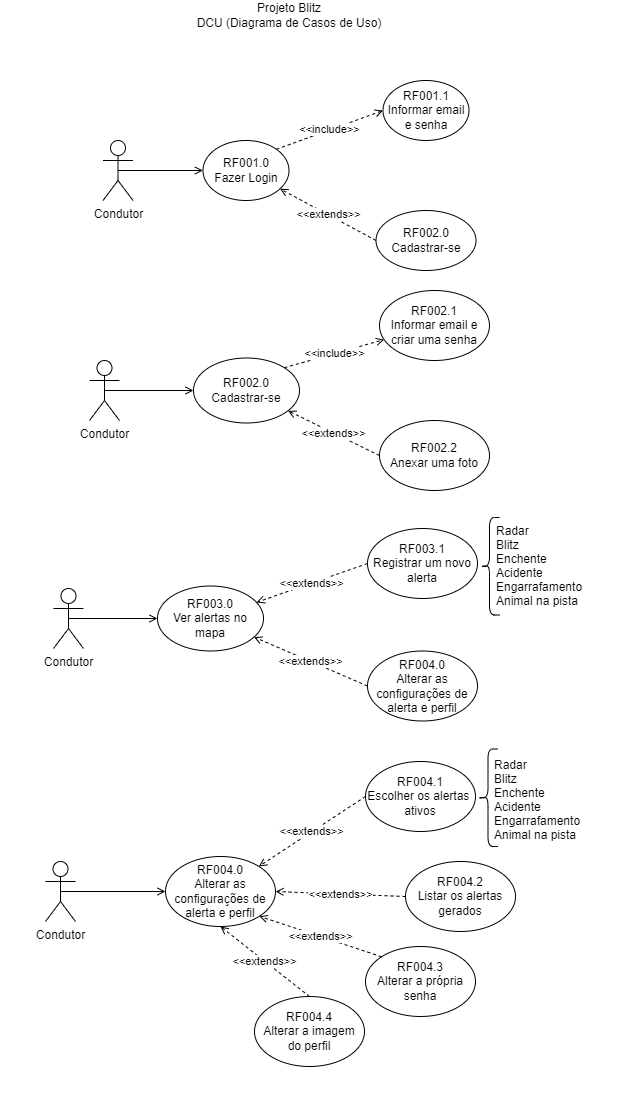 Projeto Blitz
DCU (Diagrama de Casos de Uso)
RF001.1
Informar email
e senha
<<include>>
RF001.0
Fazer Login
Condutor
<<extends>>
RF002.0
Cadastrar-se
RF002.1
Informar email e
criar uma senha
<<include>>
RF002.0
Cadastrar-se
Condutor
<<extends>>
RF002.2
Anexar uma foto
RF003.1
Registrar um novo
alerta
Radar
Blitz
Enchente
Acidente
Engarrafamento
Animal na pista
<<extends>>
RF003.0
Ver alertas no
mapa
Condutor
<<extends>>
RF004.0
Alterar as
configurações de
alerta e perfil
RF004.1
Escolher os alertas
ativos
Radar
Blitz
Enchente
Acidente
Engarrafamento
Animal na pista
<<extends>>
RF004.0
Alterar as
configurações de
alerta e perfil
Condutor
<<extends>>
RF004.2
Listar os alertas
gerados
<<extends>>
RF004.3
Alterar a própria
senha
<<extends>>
RF004.4
Alterar a imagem
do perfil